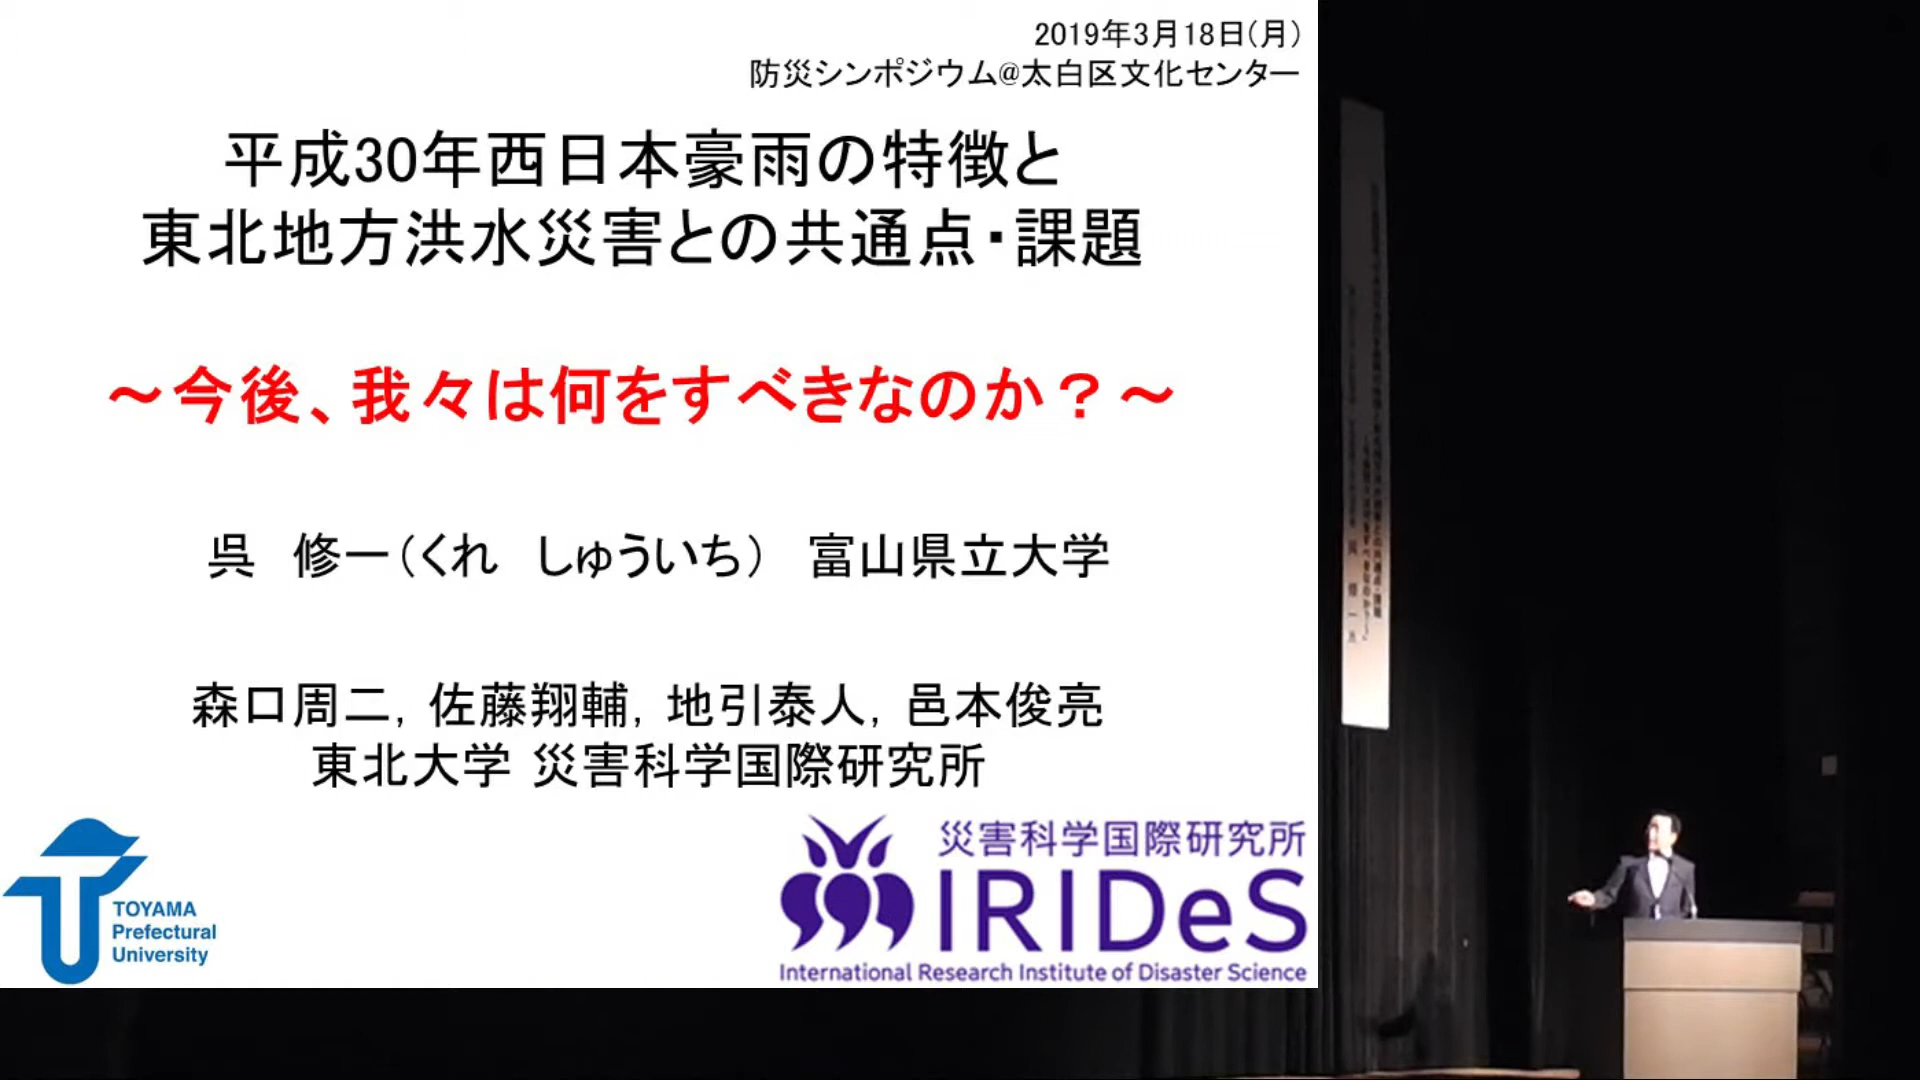 2019年3月18日(月)
防災シンポジウム@太白区文化センター
平成30年西日本豪雨の特徴と
東北地方洪水災害との共通点・課題
～今後、我々は何をすべきなのか？～
呉　修一(くれ　しゅういち)　富山県立大学
森口周二, 佐藤翔輔, 地引泰人, 邑本俊亮
東北大学 災害科学国際研究所
TOYAMA
Prefectural
University
災害科学国際研究所
IRIDeS
International Research Institute of Disaster Science